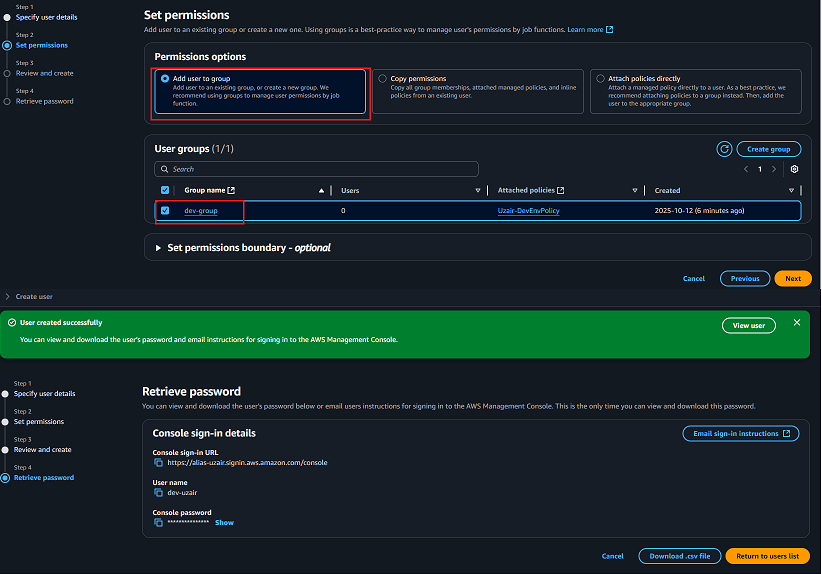 Step 1
Specify user details
Step 2
Set permissions
Step 3
Review and create
Step 4
Retrieve password
Set permissions
Add user to an existing group or create a new one. Using groups is a best-practice way to manage user's permissions by job functions. Learn more
Permissions options
Add user to group
Add user to an existing group, or create a new group. We
recommend using groups to manage user permissions by job
function.
Copy permissions
Copy all group memberships, attached managed policies, and inline
policies from an existing user.
Attach policies directly
Attach a managed policy directly to a user. As a best practice, we
recommend attaching policies to a group instead. Then, add the
user to the appropriate group.
User groups (1/1)
Create group
Search
1
Group name Users Attached policies Created
dev-group 0 Uzair-DevEnvPolicy 2025-10-12 (6 minutes ago)
Set permissions boundary - optional
Cancel Previous Next
Create user
User created successfully
You can view and download the user's password and email instructions for signing in to the AWS Management Console.
View user
Step 1
Specify user details
Step 2
Set permissions
Step 3
Review and create
Step 4
Retrieve password
Retrieve password
You can view and download the user's password below or email users instructions for signing in to the AWS Management Console. This is the only time you can view and download this password.
Console sign-in details
Email sign-in instructions
Console sign-in URL
https://alias-uzair.signin.aws.amazon.com/console
User name
dev-uzair
Console password
*************** Show
Cancel Download .csv file Return to users list